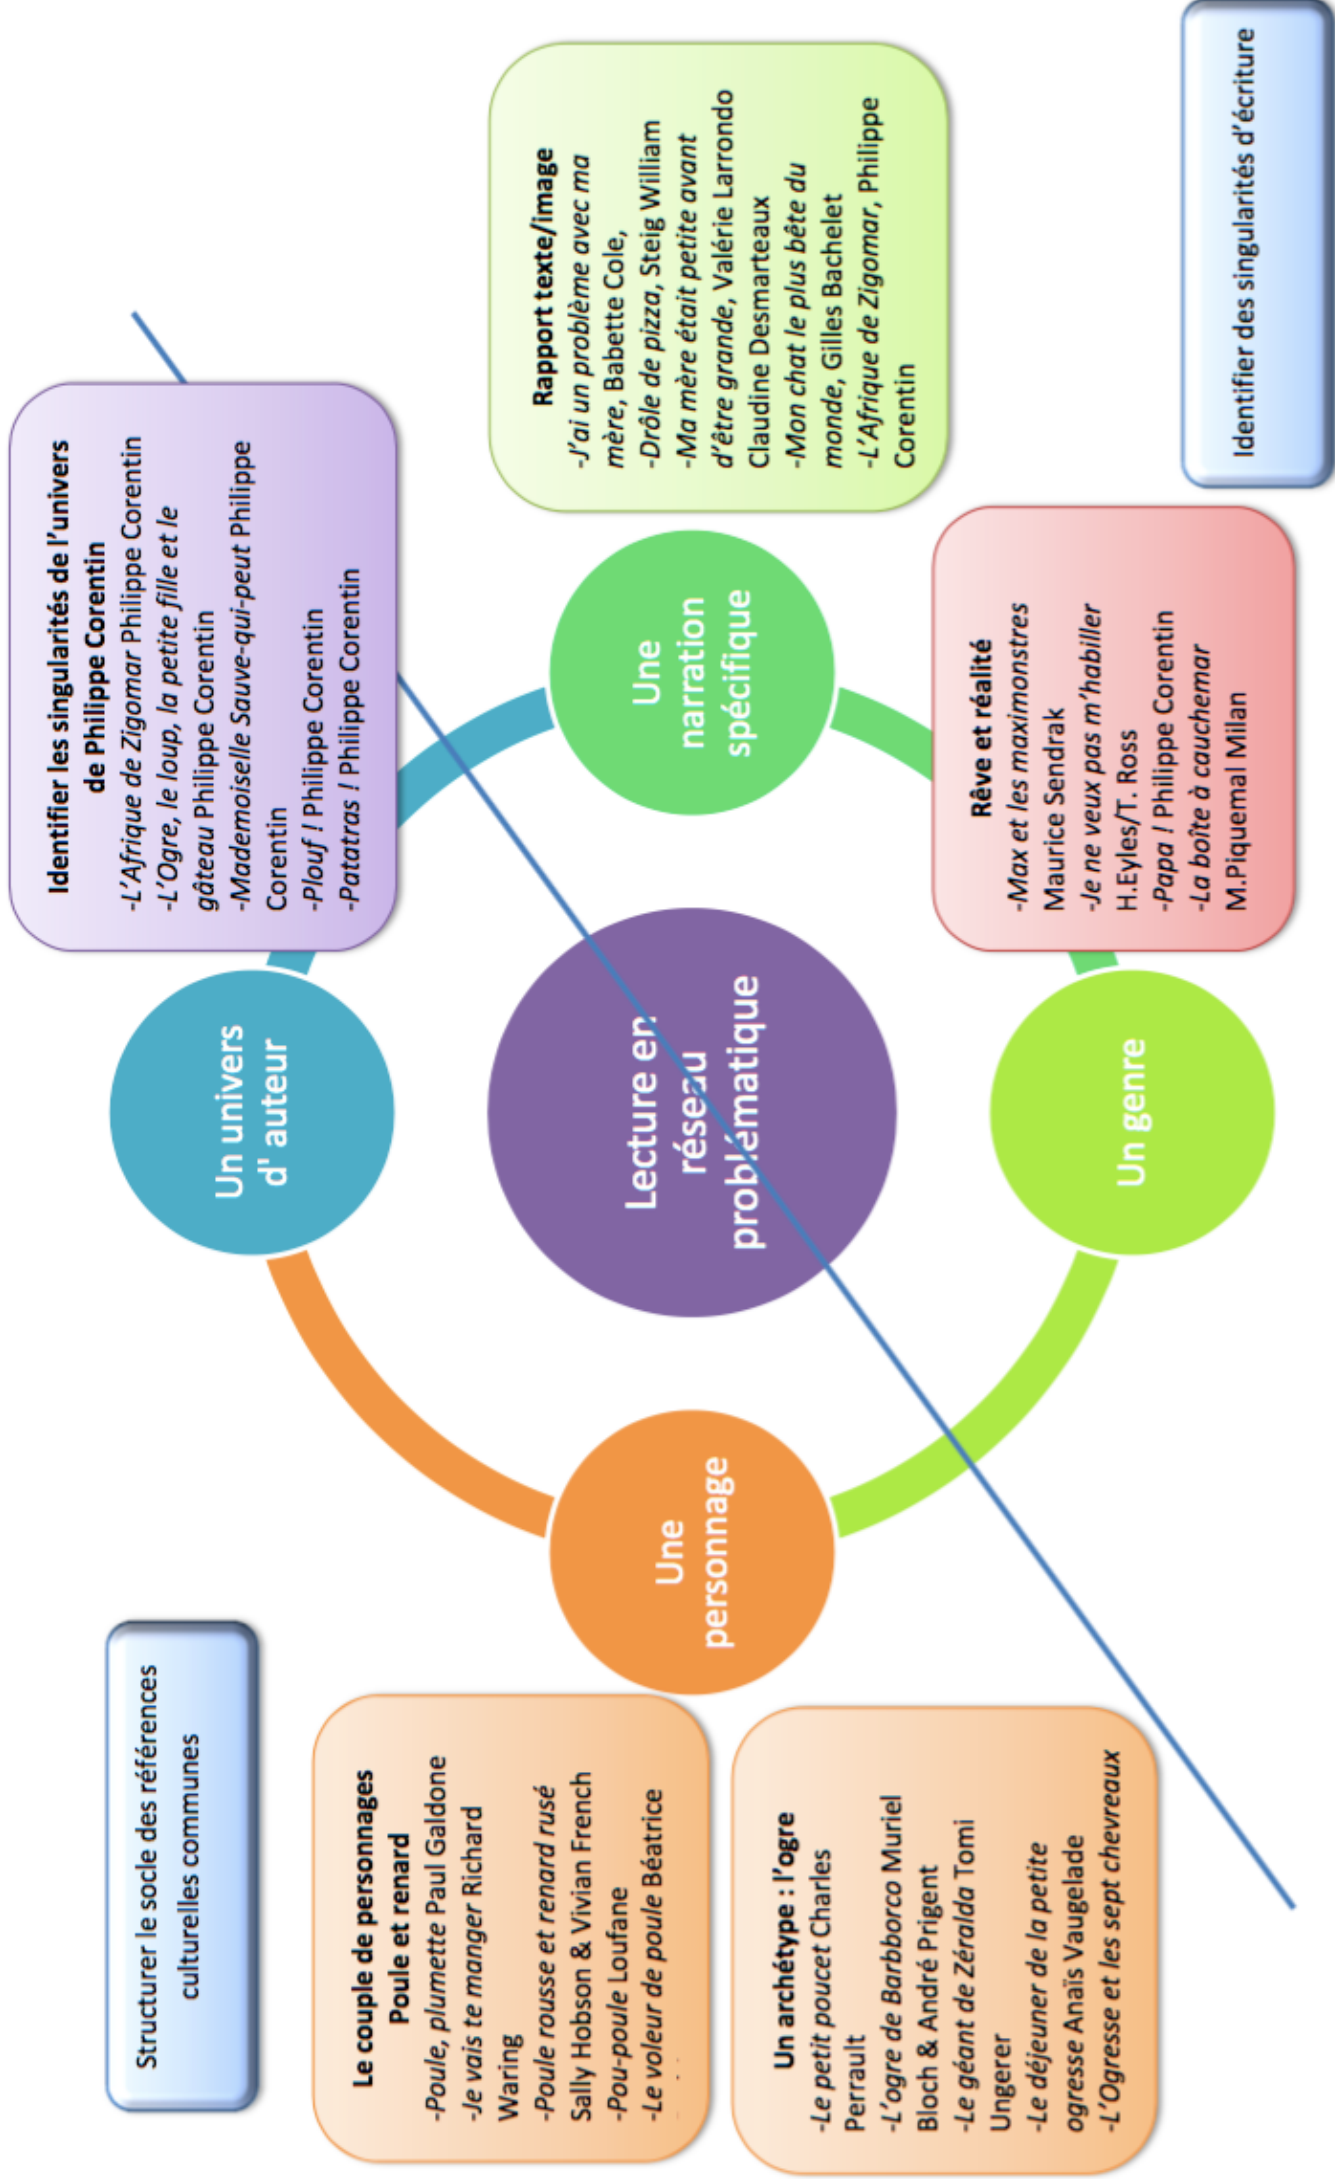 Structurer le socle des références
culturelles communes
Le couple de personnages
Poule et renard
-Poule, plumette Paul Galdone
-Je vais te manger Richard
Waring
-Poule rousse et renard rusé
Sally Hobson & Vivian French
-Pou-poule Loufane
-Le voleur de poule Béatrice
Un archétype : l'ogre
-Le petit poucet Charles
Perrault
-L'ogre de Barbborco Muriel
Bloch & André Prigent
-Le géant de Zéralda Tomi
Ungerer
-Le déjeuner de la petite
ogresse Anaïs Vaugelade
-L'Ogresse et les sept chevreaux
Une
personnage
Un univers
d' auteur
Lecture en
réseau
problématique
Un genre
Une
narration
spécifique
Identifier les singularités de l'univers
de Philippe Corentin
-L'Afrique de Zigomar Philippe Corentin
-L'Ogre, le loup, la petite fille et le
gâteau Philippe Corentin
-Mademoiselle Sauve-qui-peut Philippe
Corentin
-Plouf ! Philippe Corentin
-Patatras ! Philippe Corentin
Rapport texte/image
-J'ai un problème avec ma
mère, Babette Cole,
-Drôle de pizza, Steig William
-Ma mère était petite avant
d'être grande, Valérie Larrondo
Claudine Desmarteaux
-Mon chat le plus bête du
monde, Gilles Bachelet
-L'Afrique de Zigomar, Philippe
Corentin
Rêve et réalité
-Max et les maximonstres
Maurice Sendrak
-Je ne veux pas m'habiller
H.Eyles/T. Ross
-Papa ! Philippe Corentin
-La boîte à cauchemar
M.Piquemal Milan
Identifier des singularités d'écriture